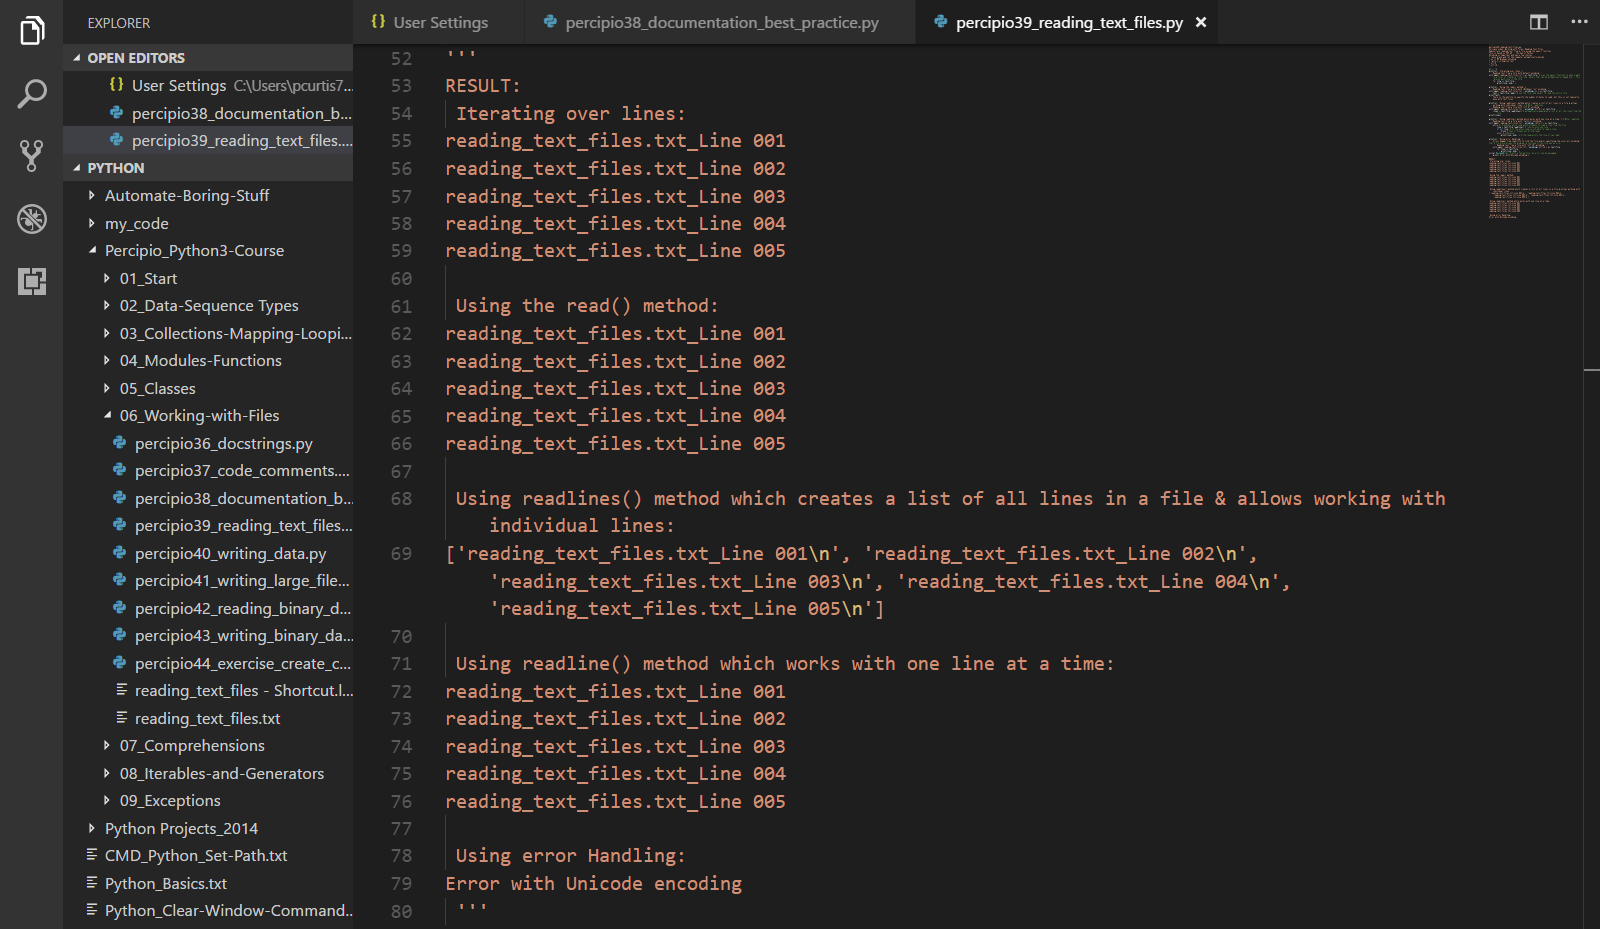 EXPLORER
OPEN EDITORS
{} User Settings C:\Users\pcurtis7...
percipio38_documentation_b...
percipio39_reading_text_files....
PYTHON
Automate-Boring-Stuff
my_code
Percipio_Python3-Course
01_Start
02_Data-Sequence Types
03_Collections-Mapping-Loopi...
04_Modules-Functions
05_Classes
06_Working-with-Files
percipio36_docstrings.py
percipio37_code_comments....
percipio38_documentation_b...
percipio39_reading_text_files...
percipio40_writing_data.py
percipio41_writing_large_file...
percipio42_reading_binary_d...
percipio43_writing_binary_da...
percipio44_exercise_create_c...
reading_text_files - Shortcut.l...
reading_text_files.txt
07_Comprehensions
08_Iterables-and-Generators
09_Exceptions
Python Projects_2014
CMD_Python_Set-Path.txt
Python_Basics.txt
Python_Clear-Window-Command...
{} User Settings
percipio38_documentation_best_practice.py
percipio39_reading_text_files.py ×
52 '''
53 RESULT:
54 Iterating over lines:
55 reading_text_files.txt_Line 001
56 reading_text_files.txt_Line 002
57 reading_text_files.txt_Line 003
58 reading_text_files.txt_Line 004
59 reading_text_files.txt_Line 005
60
61 Using the read() method:
62 reading_text_files.txt_Line 001
63 reading_text_files.txt_Line 002
64 reading_text_files.txt_Line 003
65 reading_text_files.txt_Line 004
66 reading_text_files.txt_Line 005
67
68 Using readlines() method which creates a list of all lines in a file & allows working with
individual lines:
69 ['reading_text_files.txt_Line 001\n', 'reading_text_files.txt_Line 002\n',
'reading_text_files.txt_Line 003\n', 'reading_text_files.txt_Line 004\n',
'reading_text_files.txt_Line 005\n']
70
71 Using readline() method which works with one line at a time:
72 reading_text_files.txt_Line 001
73 reading_text_files.txt_Line 002
74 reading_text_files.txt_Line 003
75 reading_text_files.txt_Line 004
76 reading_text_files.txt_Line 005
77
78 Using error Handling:
79 Error with Unicode encoding
80 '''